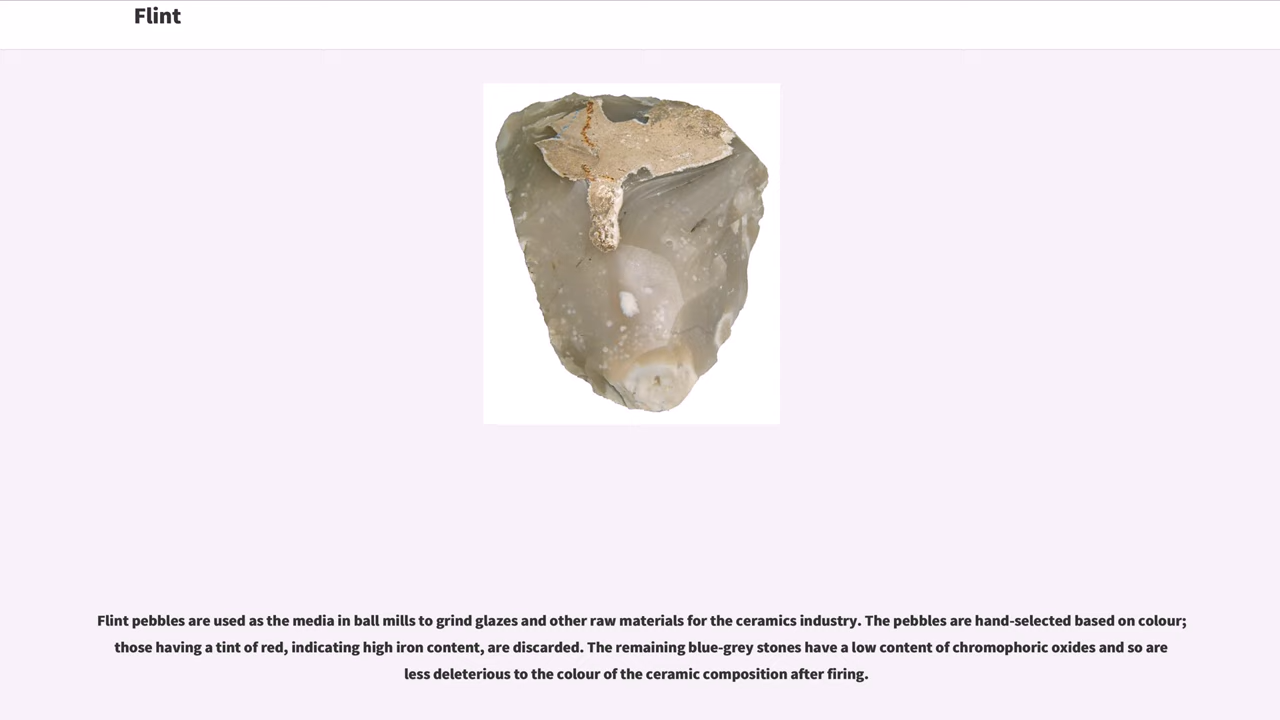 Flint
Flint pebbles are used as the media in ball mills to grind glazes and other raw materials for the ceramics industry. The pebbles are hand-selected based on colour;
those having a tint of red, indicating high iron content, are discarded. The remaining blue-grey stones have a low content of chromophoric oxides and so are
less deleterious to the colour of the ceramic composition after firing.